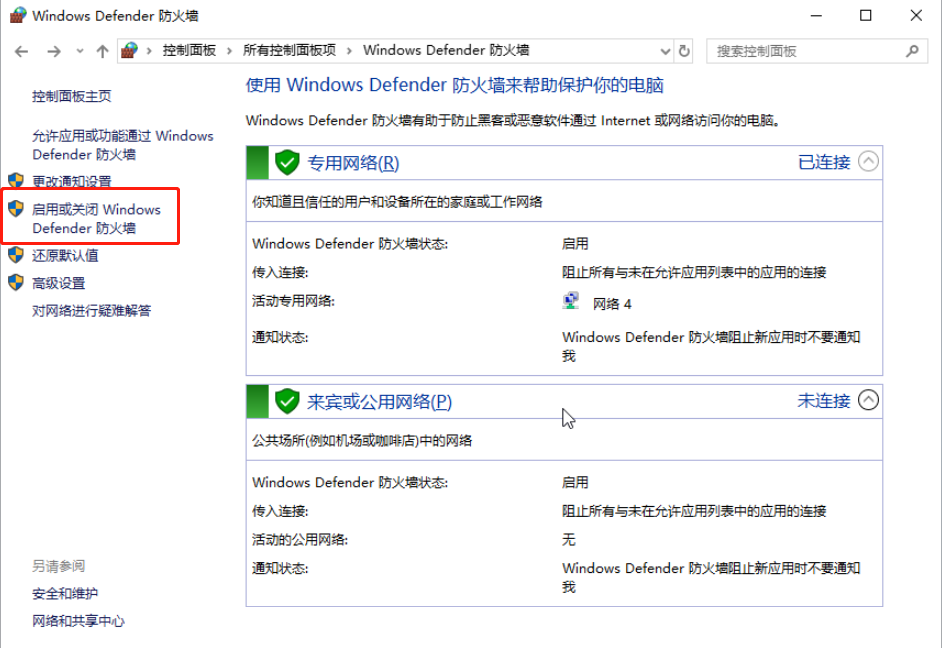 Windows Defender 防火墙
控制面板 › 所有控制面板项 › Windows Defender 防火墙
搜索控制面板
控制面板主页
允许应用或功能通过 Windows
Defender 防火墙
更改通知设置
启用或关闭 Windows
Defender 防火墙
还原默认值
高级设置
对网络进行疑难解答
另请参阅
安全和维护
网络和共享中心
使用 Windows Defender 防火墙来帮助保护你的电脑
Windows Defender 防火墙有助于防止黑客或恶意软件通过 Internet 或网络访问你的电脑。
专用网络(R) 已连接
你知道且信任的用户和设备所在的家庭或工作网络
Windows Defender 防火墙状态: 启用
传入连接: 阻止所有与未在允许应用列表中的应用的连接
活动专用网络: 网络 4
通知状态: Windows Defender 防火墙阻止新应用时不要通知
我
来宾或公用网络(P) 未连接
公共场所(例如机场或咖啡店)中的网络
Windows Defender 防火墙状态: 启用
传入连接: 阻止所有与未在允许应用列表中的应用的连接
活动的公用网络: 无
通知状态: Windows Defender 防火墙阻止新应用时不要通知
我